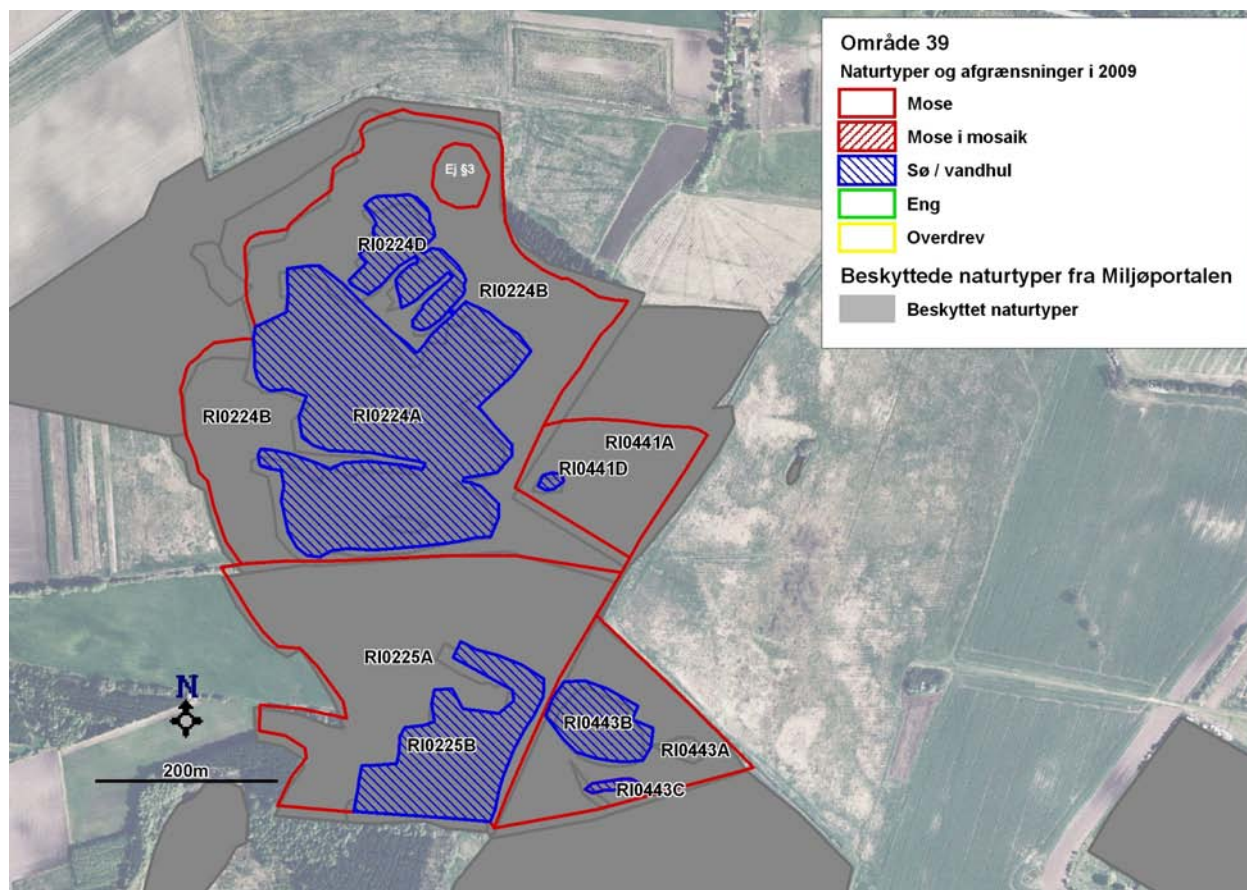 Område 39
Naturtyper og afgrænsninger i 2009
Mose
Mose i mosaik
Sø / vandhul
Eng
Overdrev
Beskyttede naturtyper fra Miljøportalen
Beskyttet naturtyper
Ej §3
RI0224D
RI0224B
RI0224B
RI0224A
RI0441A
RI0441D
RI0225A
RI0443B
RI0225B
RI0443A
RI0443C
N
200m